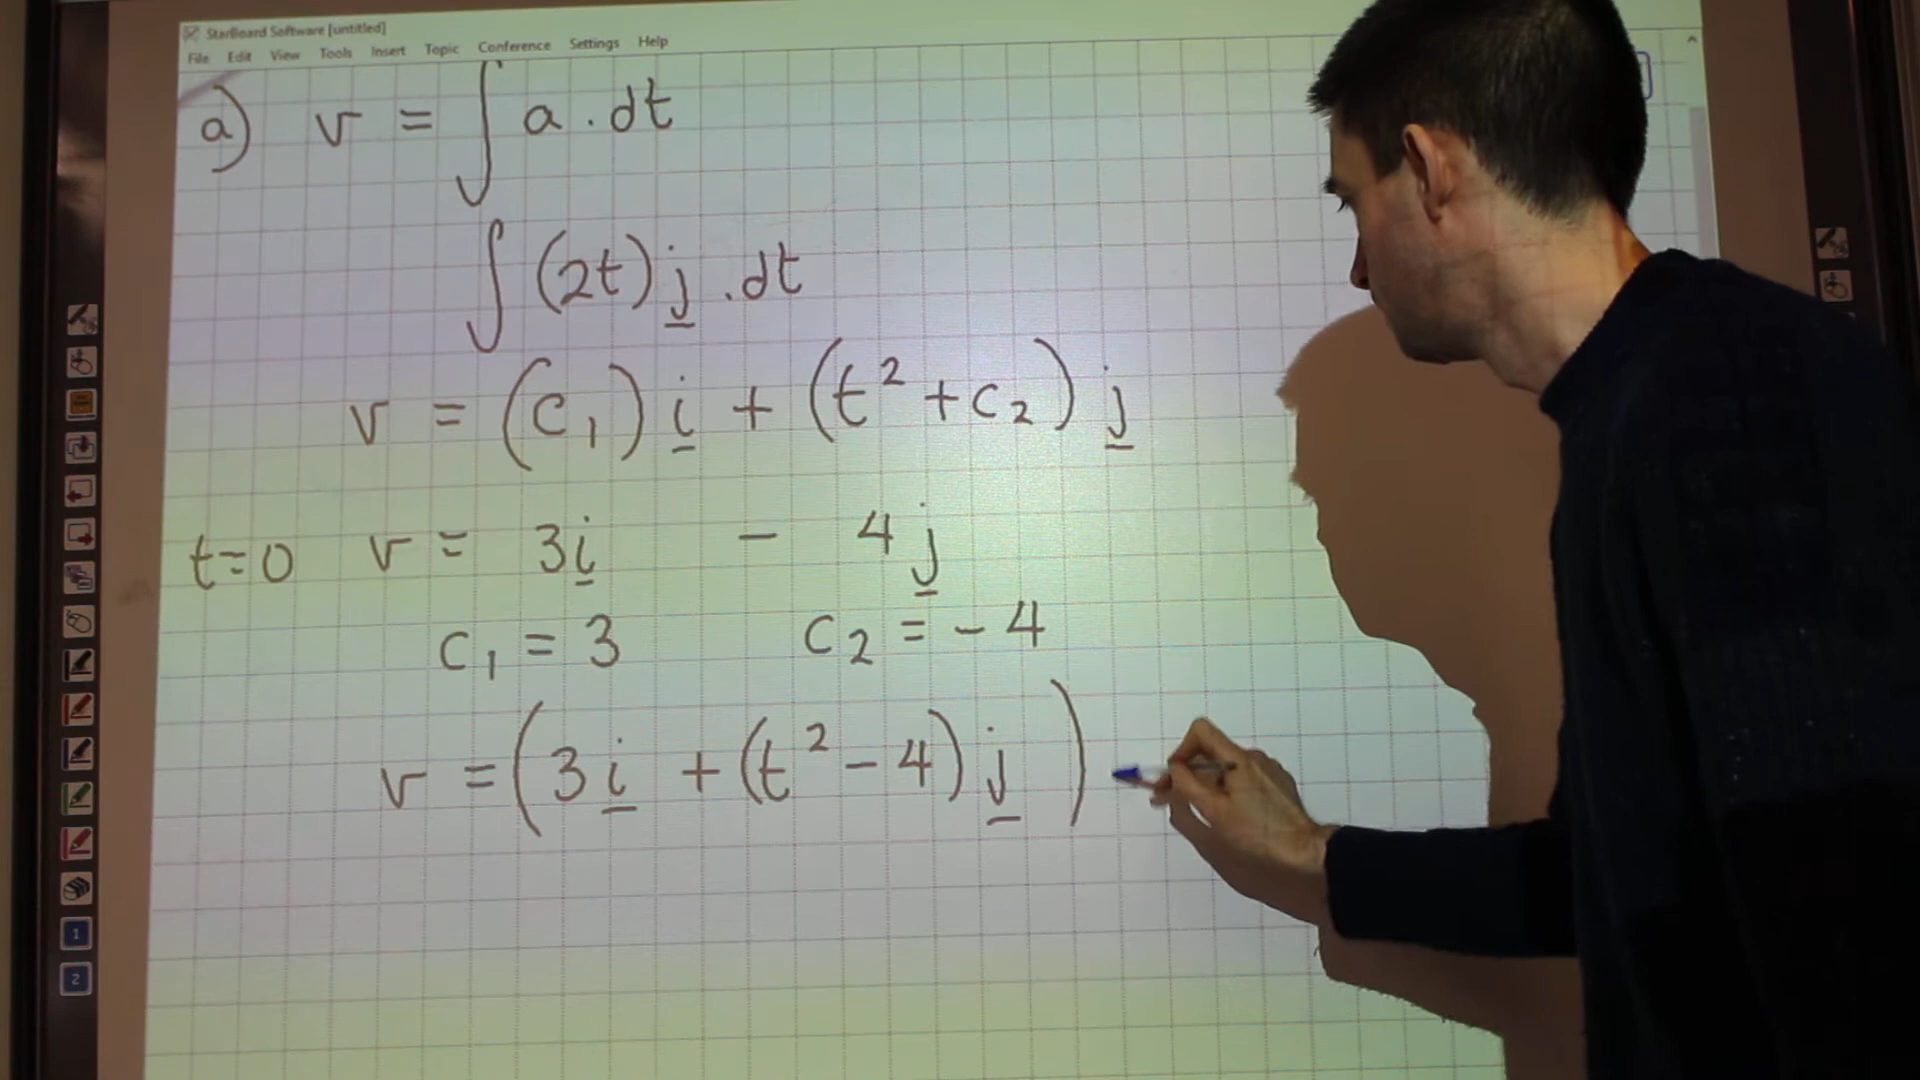 StarBoard Software [untitled]
File Edit View Tools Insert Topic Conference Settings Help
a) v = ∫ a . dt
∫ (2t) j . dt
v = (c₁) i + (t² + c₂) j
t = 0 v = 3i - 4j
c₁ = 3 c₂ = - 4
v = (3i + (t² - 4) j )
1
2